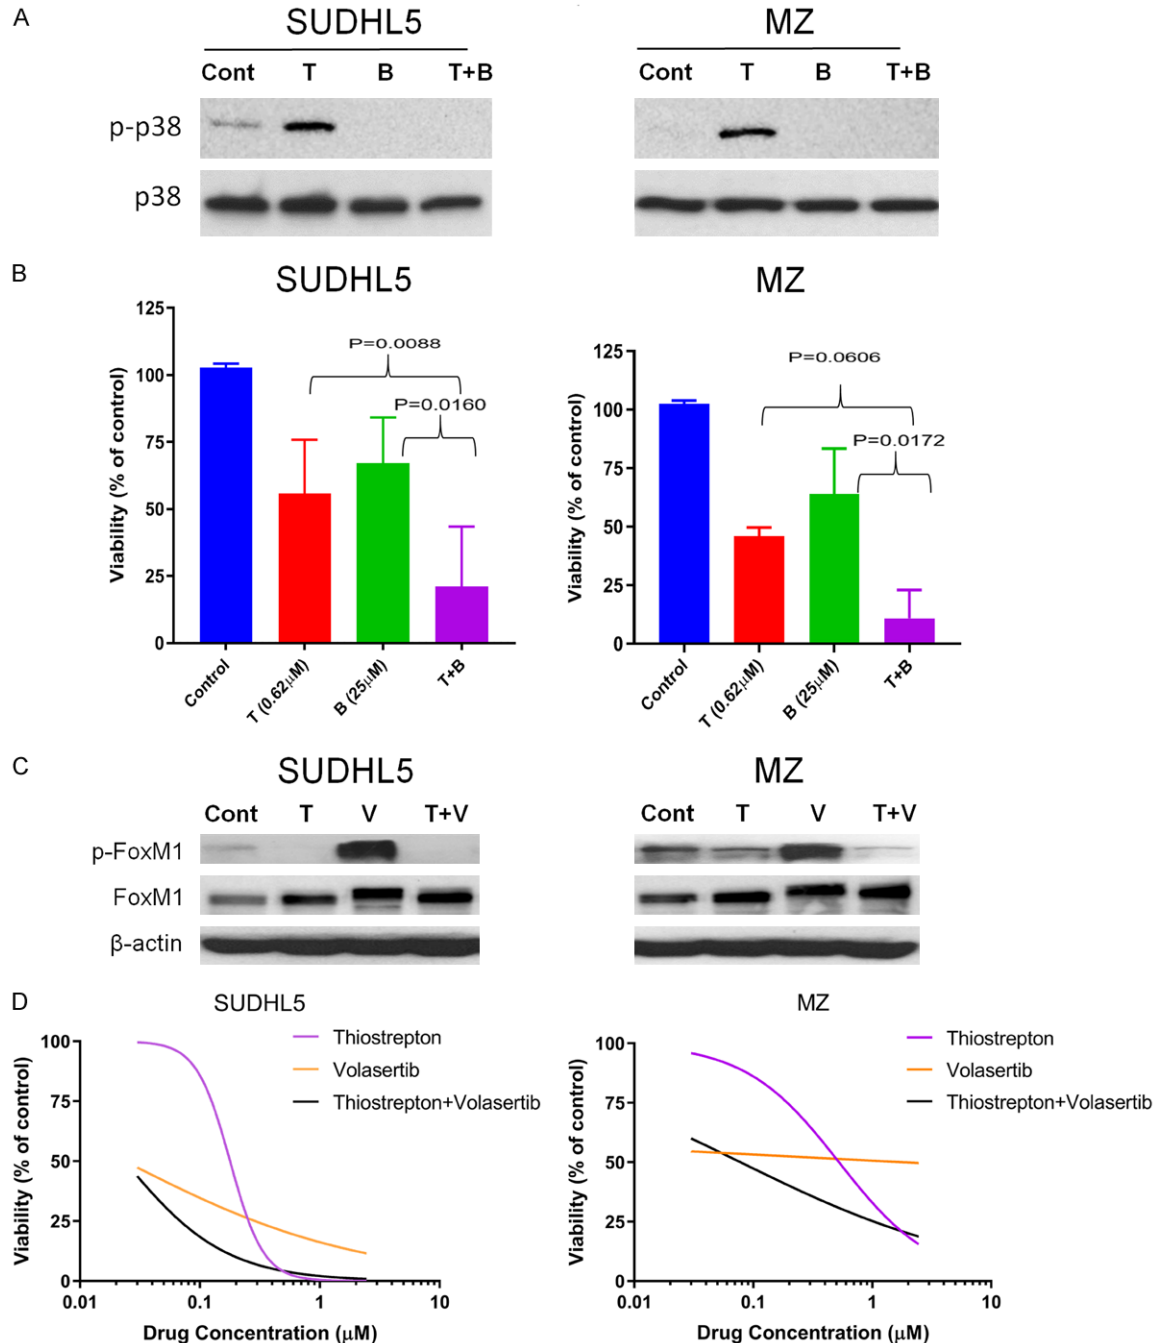 A
SUDHL5
MZ
Cont T B T+B
Cont T B T+B
p-p38
p38
B
SUDHL5
MZ
Viability (% of control)
125
100
75
50
25
0
P=0.0088
P=0.0160
Control
T (0.62μM)
B (25μM)
T+B
Viability (% of control)
125
100
75
50
25
0
P=0.0606
P=0.0172
Control
T (0.62μM)
B (25μM)
T+B
C
SUDHL5
MZ
Cont T V T+V
Cont T V T+V
p-FoxM1
FoxM1
β-actin
D
SUDHL5
Viability (% of control)
100
75
50
25
0
0.01 0.1 1 10
Drug Concentration (μM)
Thiostrepton
Volasertib
Thiostrepton+Volasertib
MZ
Viability (% of control)
100
75
50
25
0
0.01 0.1 1 10
Drug Concentration (μM)
Thiostrepton
Volasertib
Thiostrepton+Volasertib